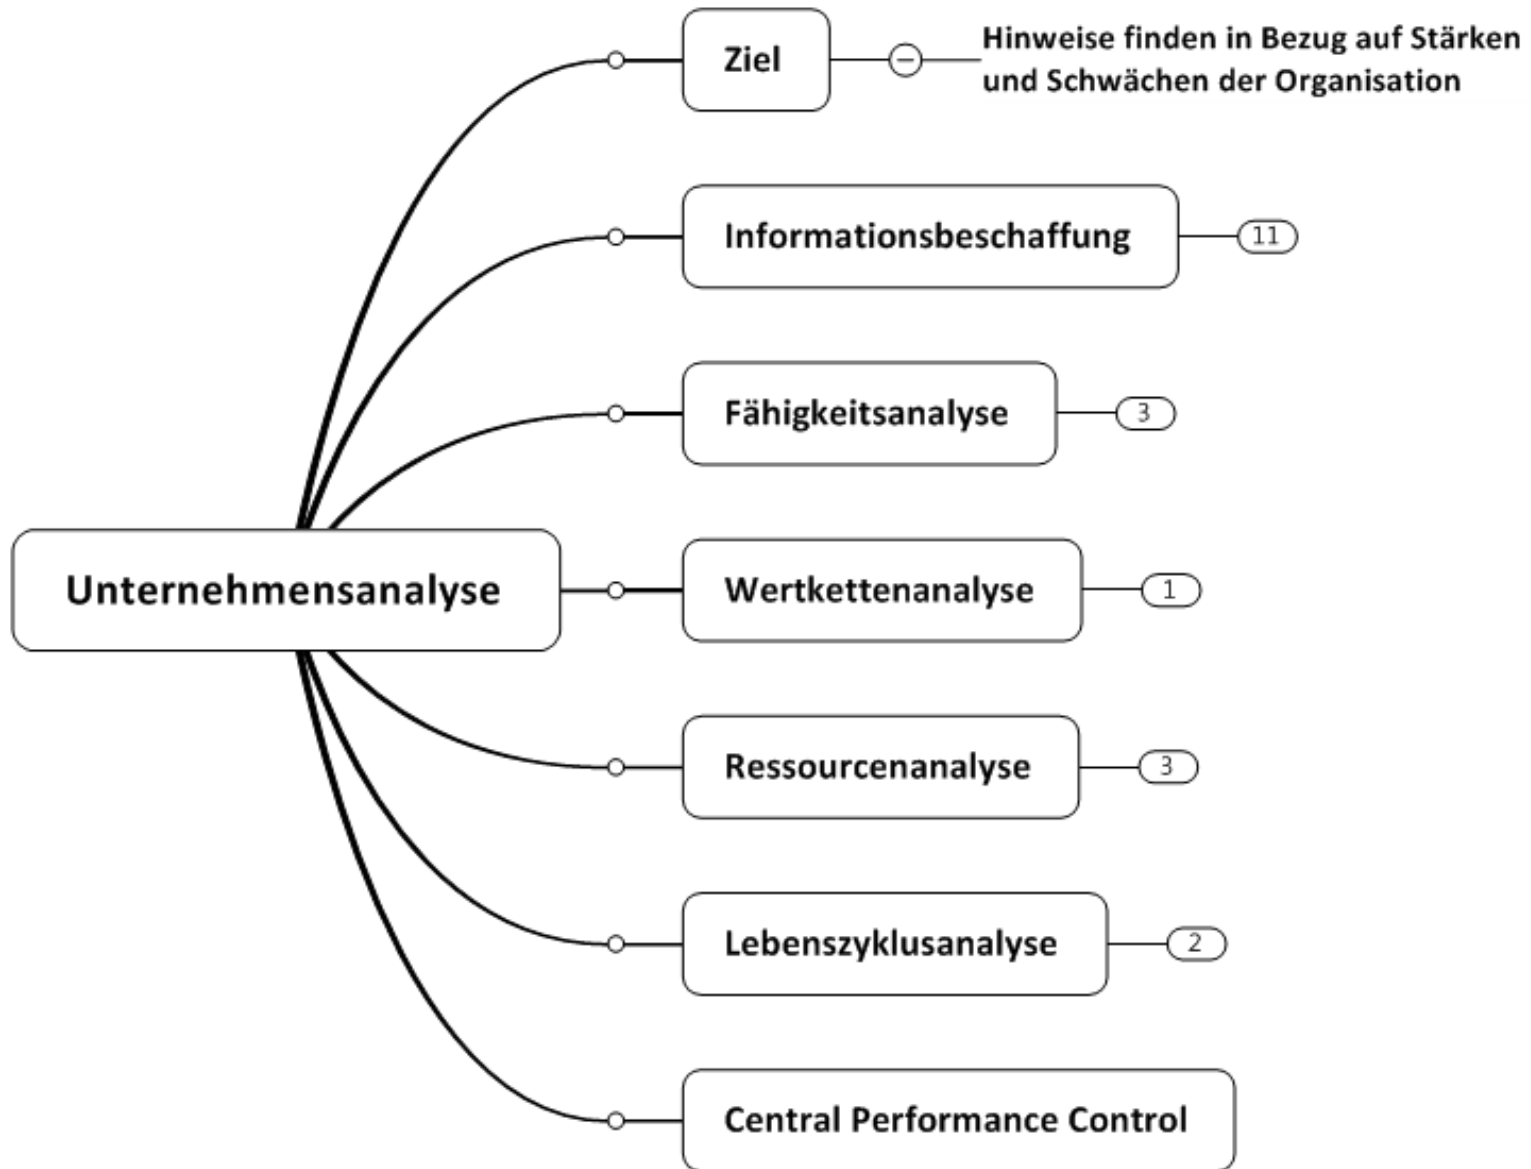 Ziel
Hinweise finden in Bezug auf Stärken
und Schwächen der Organisation
Informationsbeschaffung
11
Fähigkeitsanalyse
3
Unternehmensanalyse
Wertkettenanalyse
1
Ressourcenanalyse
3
Lebenszyklusanalyse
2
Central Performance Control